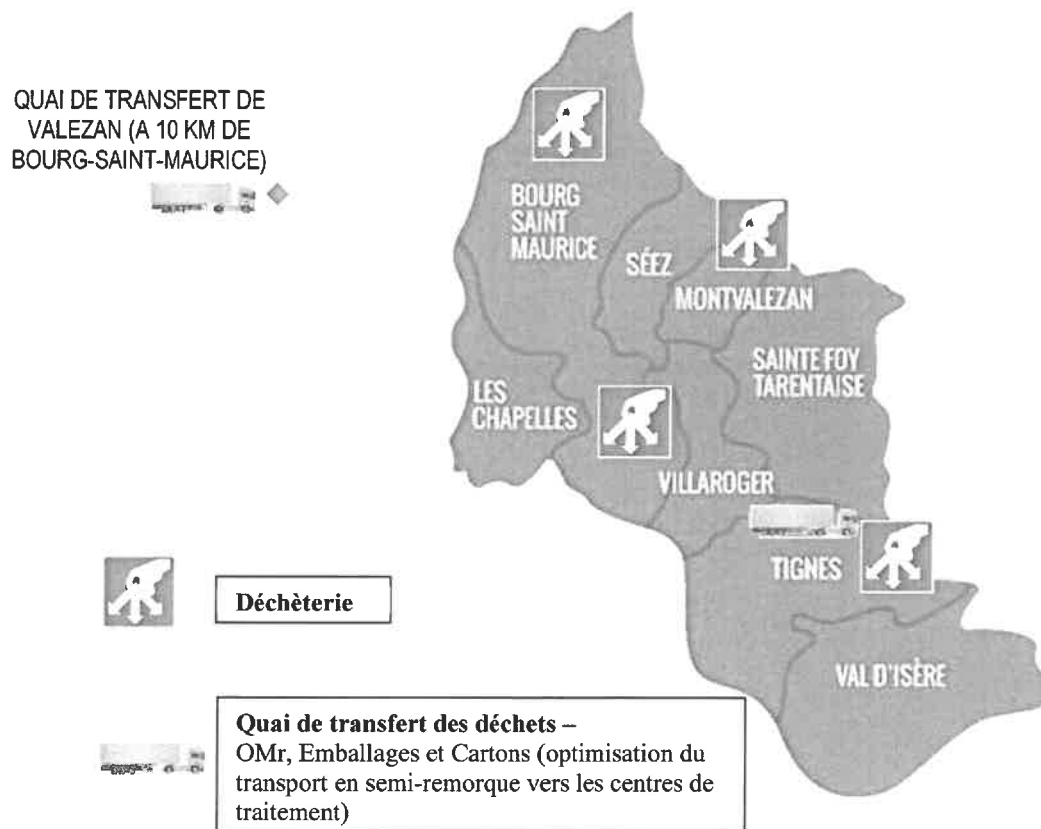 QUAI DE TRANSFERT DE
VALEZAN (A 10 KM DE
BOURG-SAINT-MAURICE)
BOURG
SAINT
MAURICE
SÉEZ
MONTVALEZAN
SAINTE FOY
TARENTAISE
LES
CHAPELLES
VILLAROGER
TIGNES
VAL D'ISÈRE
Déchèterie
Quai de transfert des déchets –
OMr, Emballages et Cartons (optimisation du
transport en semi-remorque vers les centres de
traitement)